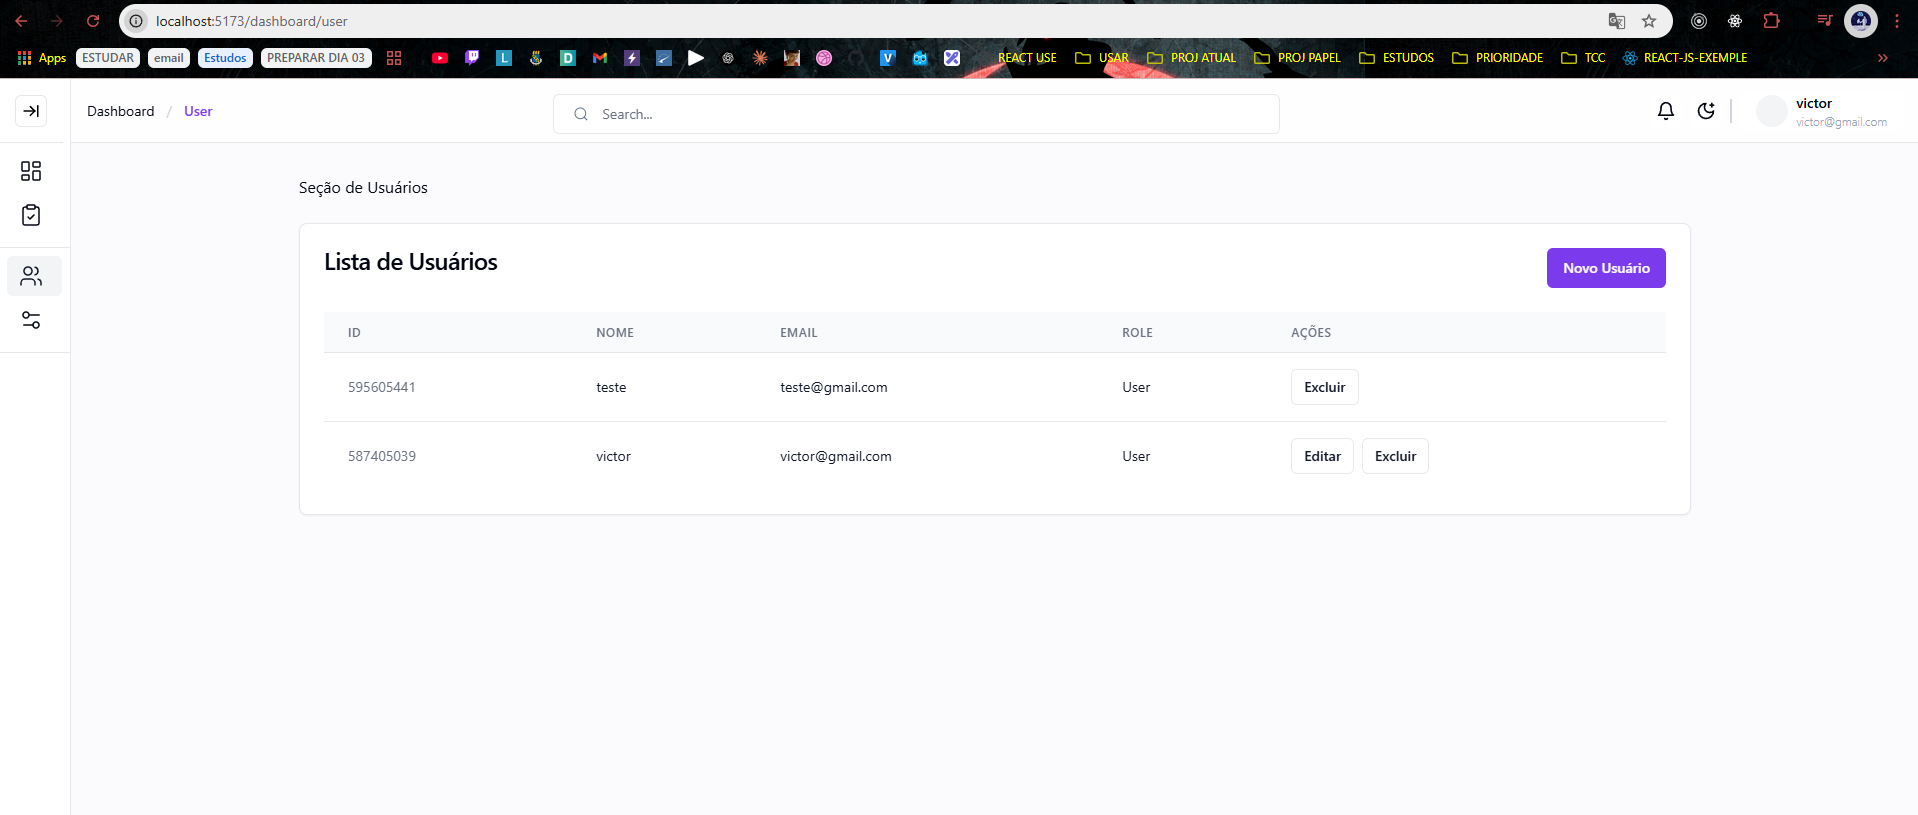 localhost:5173/dashboard/user
Apps ESTUDAR email Estudos PREPARAR DIA 03 REACT USE USAR PROJ ATUAL PROJ PAPEL ESTUDOS PRIORIDADE TCC REACT-JS-EXEMPLE
Dashboard / User
Search...
victor
victor@gmail.com
Seção de Usuários
Lista de Usuários
Novo Usuário
ID NOME EMAIL ROLE AÇÕES
595605441 teste teste@gmail.com User Excluir
587405039 victor victor@gmail.com User Editar Excluir